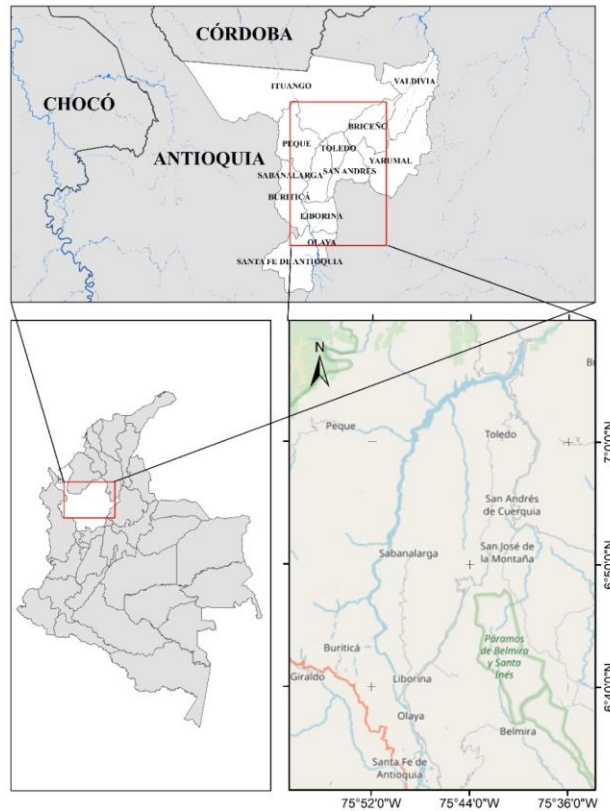 CÓRDOBA
VALDIVIA
ITUANGO
CHOCÓ
BRICEÑO
PEQUE
TOLEDO
ANTIOQUIA
YARUMAL
SABANALARGA
SAN ANDRES
BURITICÁ
LIBORINA
OLAYA
SANTA FE DE ANTIOQUIA
N
Peque
Toledo
7°0'0"N
San Andrés
de Cuerquia
Sabanalarga
San José de
la Montaña
6°50'0"N
Páramos
de Belmira
y Santa
Inés
Buriticá
Giraldo
Liborina
6°40'0"N
Olaya
Belmira
Santa Fe de
Antioquia
75°52'0"W
75°44'0"W
75°36'0"W